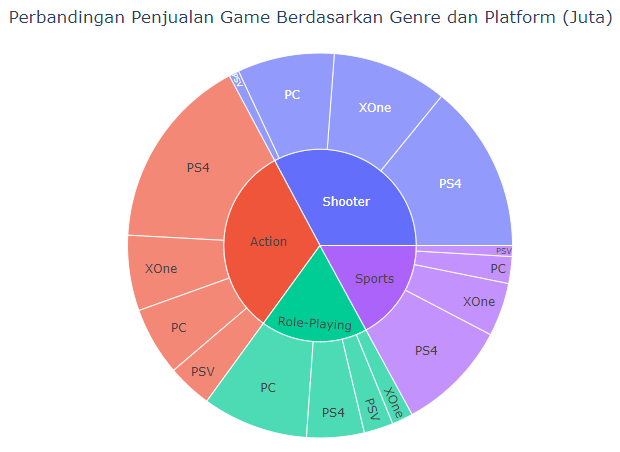 Perbandingan Penjualan Game Berdasarkan Genre dan Platform (Juta)
Shooter
PS4
XOne
PC
PSV
Action
PS4
XOne
PC
PSV
Role-Playing
PC
PS4
PSV
XOne
Sports
PS4
XOne
PC
PSV